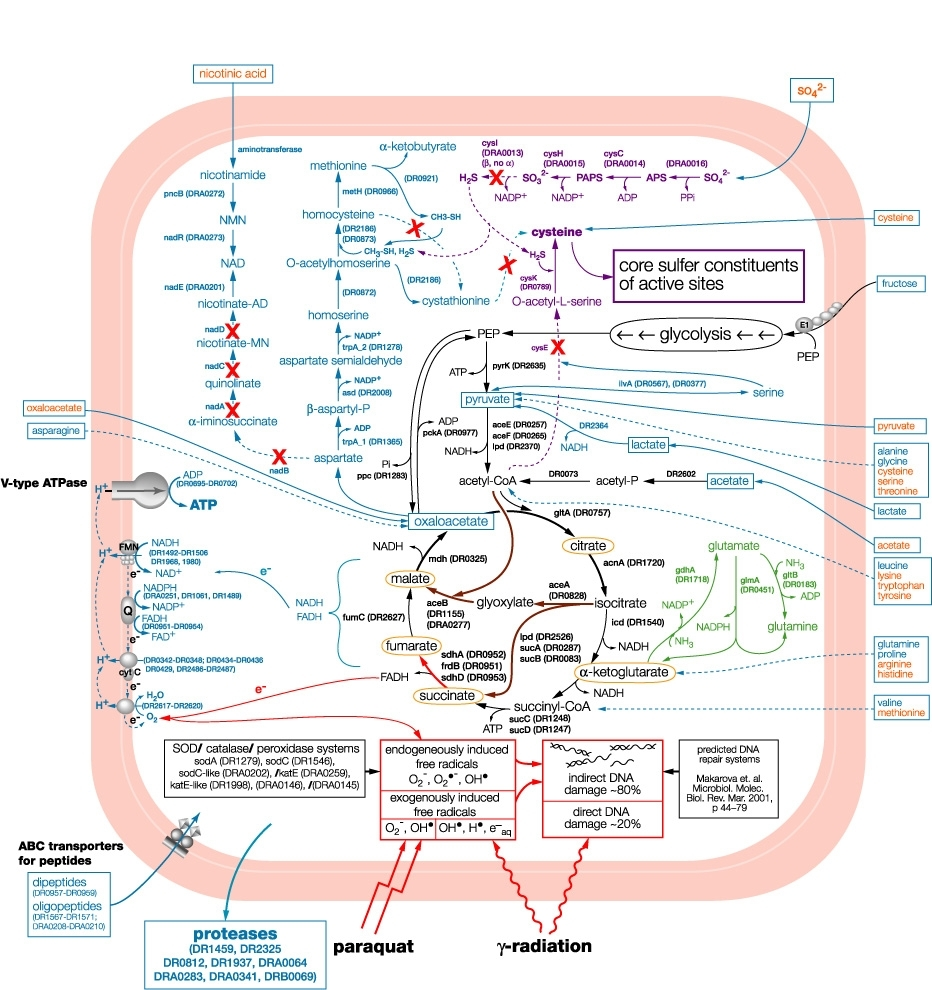 nicotinic acid
SO₄²⁻
aminotransferase
nicotinamide
pncB (DRA0272)
NMN
nadR (DRA0273)
NAD
nadE (DRA0201)
nicotinate-AD
nadD
nicotinate-MN
nadC
quinolinate
nadA
α-iminosuccinate
nadB
α-ketobutyrate
methionine
(DR0921)
metH (DR0966)
homocysteine
CH3-SH
(DR2186)
(DR0873)
CH₃-SH, H₂S
O-acetylhomoserine
(DR2186)
(DR0872)
cystathionine
homoserine
NADP⁺
trpA_2 (DR1278)
aspartate semialdehyde
NADP⁺
asd (DR2008)
β-aspartyl-P
ADP
trpA_1 (DR1365)
aspartate
cysI
(DRA0013)
(β, no α)
cysH
(DRA0015)
cysC
(DRA0014)
(DRA0016)
H₂S
SO₃²⁻
PAPS
APS
SO₄²⁻
NADP⁺
NADP⁺
ADP
PPi
cysteine
H₂S
cysK
(DR0789)
O-acetyl-L-serine
cysE
core sulfer constituents
of active sites
cysteine
fructose
E1
PEP
← ← glycolysis ← ←
PEP
ATP
pyrK (DR2635)
pyruvate
ilvA (DR0567), (DR0377)
serine
ADP
pckA (DR0977)
aceE (DR0257)
aceF (DR0265)
lpd (DR2370)
NADH
DR2364
NADH
lactate
Pi
ppc (DR1283)
acetyl-CoA
DR0073
acetyl-P
DR2602
acetate
oxaloacetate
asparagine
pyruvate
alanine
glycine
cysteine
serine
threonine
lactate
acetate
leucine
lysine
tryptophan
tyrosine
glutamine
proline
arginine
histidine
valine
methionine
V-type ATPase
H⁺
ADP
(DR0695-DR0702)
ATP
oxaloacetate
gltA (DR0757)
citrate
acnA (DR1720)
NADH
mdh (DR0325)
malate
aceB
(DR1155)
(DRA0277)
glyoxylate
aceA
(DR0828)
isocitrate
icd (DR1540)
NADH
fumC (DR2627)
fumarate
sdhA (DR0952)
frdB (DR0951)
sdhD (DR0953)
FADH
succinate
lpd (DR2526)
sucA (DR0287)
sucB (DR0083)
α-ketoglutarate
NADH
succinyl-CoA
ATP
sucC (DR1248)
sucD (DR1247)
glutamate
gdhA
(DR1718)
glmA
(DR0451)
NH₃
gltB
(DR0183)
ADP
NADP⁺
NADPH
NH₃
glutamine
FMN
H⁺
NADH
(DR1492-DR1506
DR1968, 1980)
NAD⁺
e⁻
e⁻
NADH
FADH
Q
NADPH
(DRA0251, DR1061, DR1489)
NADP⁺
FADH
(DR0951-DR0954)
FAD⁺
e⁻
H⁺
cyt C
(DR0342-DR0348; DR0434-DR0436
DR0429, DR2486-DR2487)
e⁻
H⁺
H₂O
(DR2617-DR2620)
O₂
e⁻
e⁻
SOD/ catalase/ peroxidase systems
sodA (DR1279), sodC (DR1546),
sodC-like (DRA0202), /katE (DRA0259),
katE-like (DR1998), (DRA0146), /(DRA0145)
endogeneously induced
free radicals
O₂⁻, O₂•⁻, OH•
exogenously induced
free radicals
O₂⁻, OH•
OH•, H•, e⁻aq
indirect DNA
damage ~80%
direct DNA
damage ~20%
predicted DNA
repair systems
Makarova et. al.
Microbiol. Molec.
Biol. Rev. Mar. 2001,
p 44–79
ABC transporters
for peptides
dipeptides
(DR0957-DR0959)
oligopeptides
(DR1567-DR1571;
DRA0208-DRA0210)
proteases
(DR1459, DR2325
DR0812, DR1937, DRA0064
DRA0283, DRA0341, DRB0069)
paraquat
γ-radiation